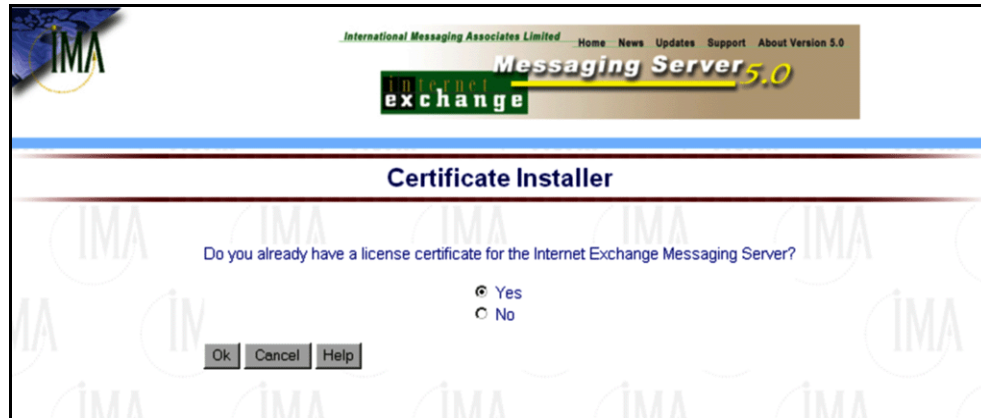 IMA
International Messaging Associates Limited
Home News Updates Support About Version 5.0
Messaging Server 5.0
internet
exchange
Certificate Installer
Do you already have a license certificate for the Internet Exchange Messaging Server?
Yes
No
Ok Cancel Help